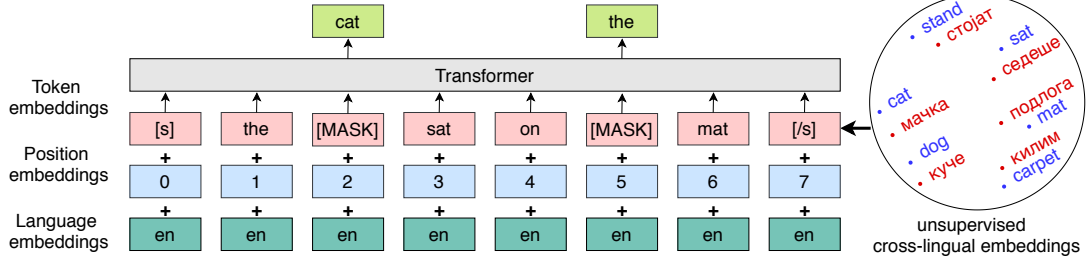 cat the
Transformer
Token
embeddings
[s] the [MASK] sat on [MASK] mat [/s]
+ + + + + + + +
Position
embeddings
0 1 2 3 4 5 6 7
+ + + + + + + +
Language
embeddings
en en en en en en en en
stand
стојат
sat
седеше
cat
мачка
подлога
mat
dog
куче
килим
carpet
unsupervised
cross-lingual embeddings